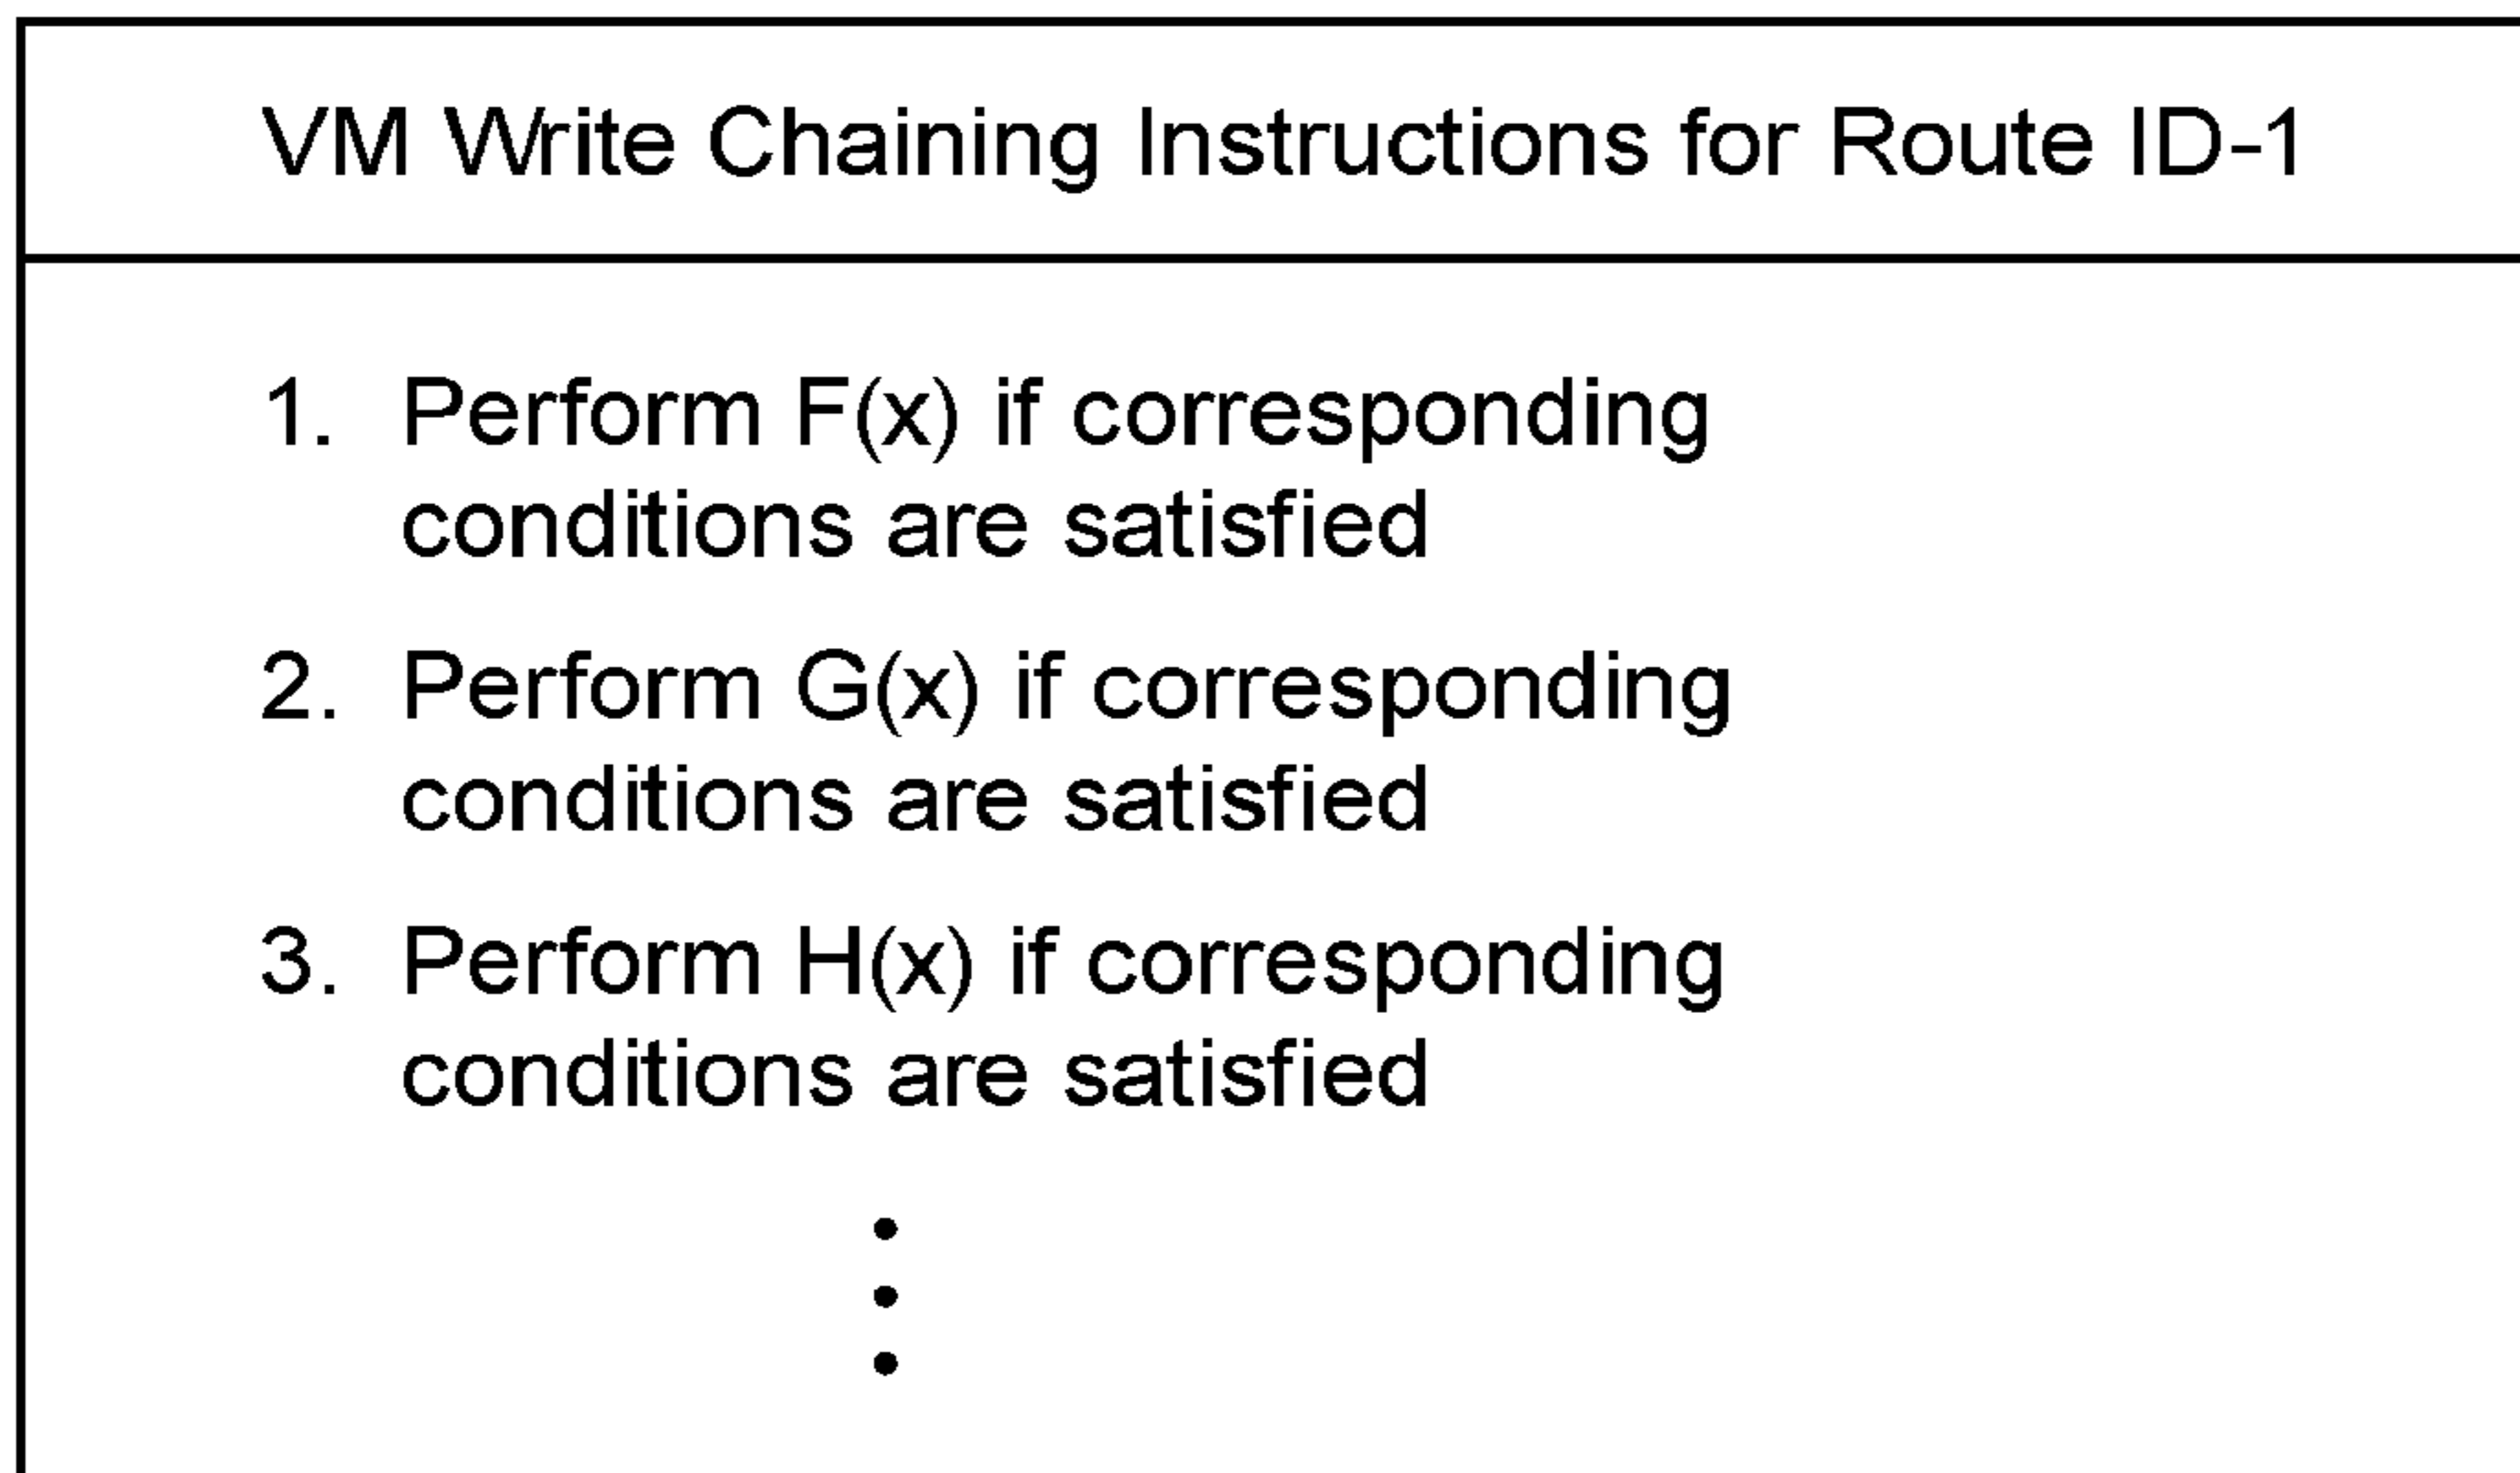 VM Write Chaining Instructions for Route ID-1
1. Perform F(x) if corresponding
conditions are satisfied
2. Perform G(x) if corresponding
conditions are satisfied
3. Perform H(x) if corresponding
conditions are satisfied